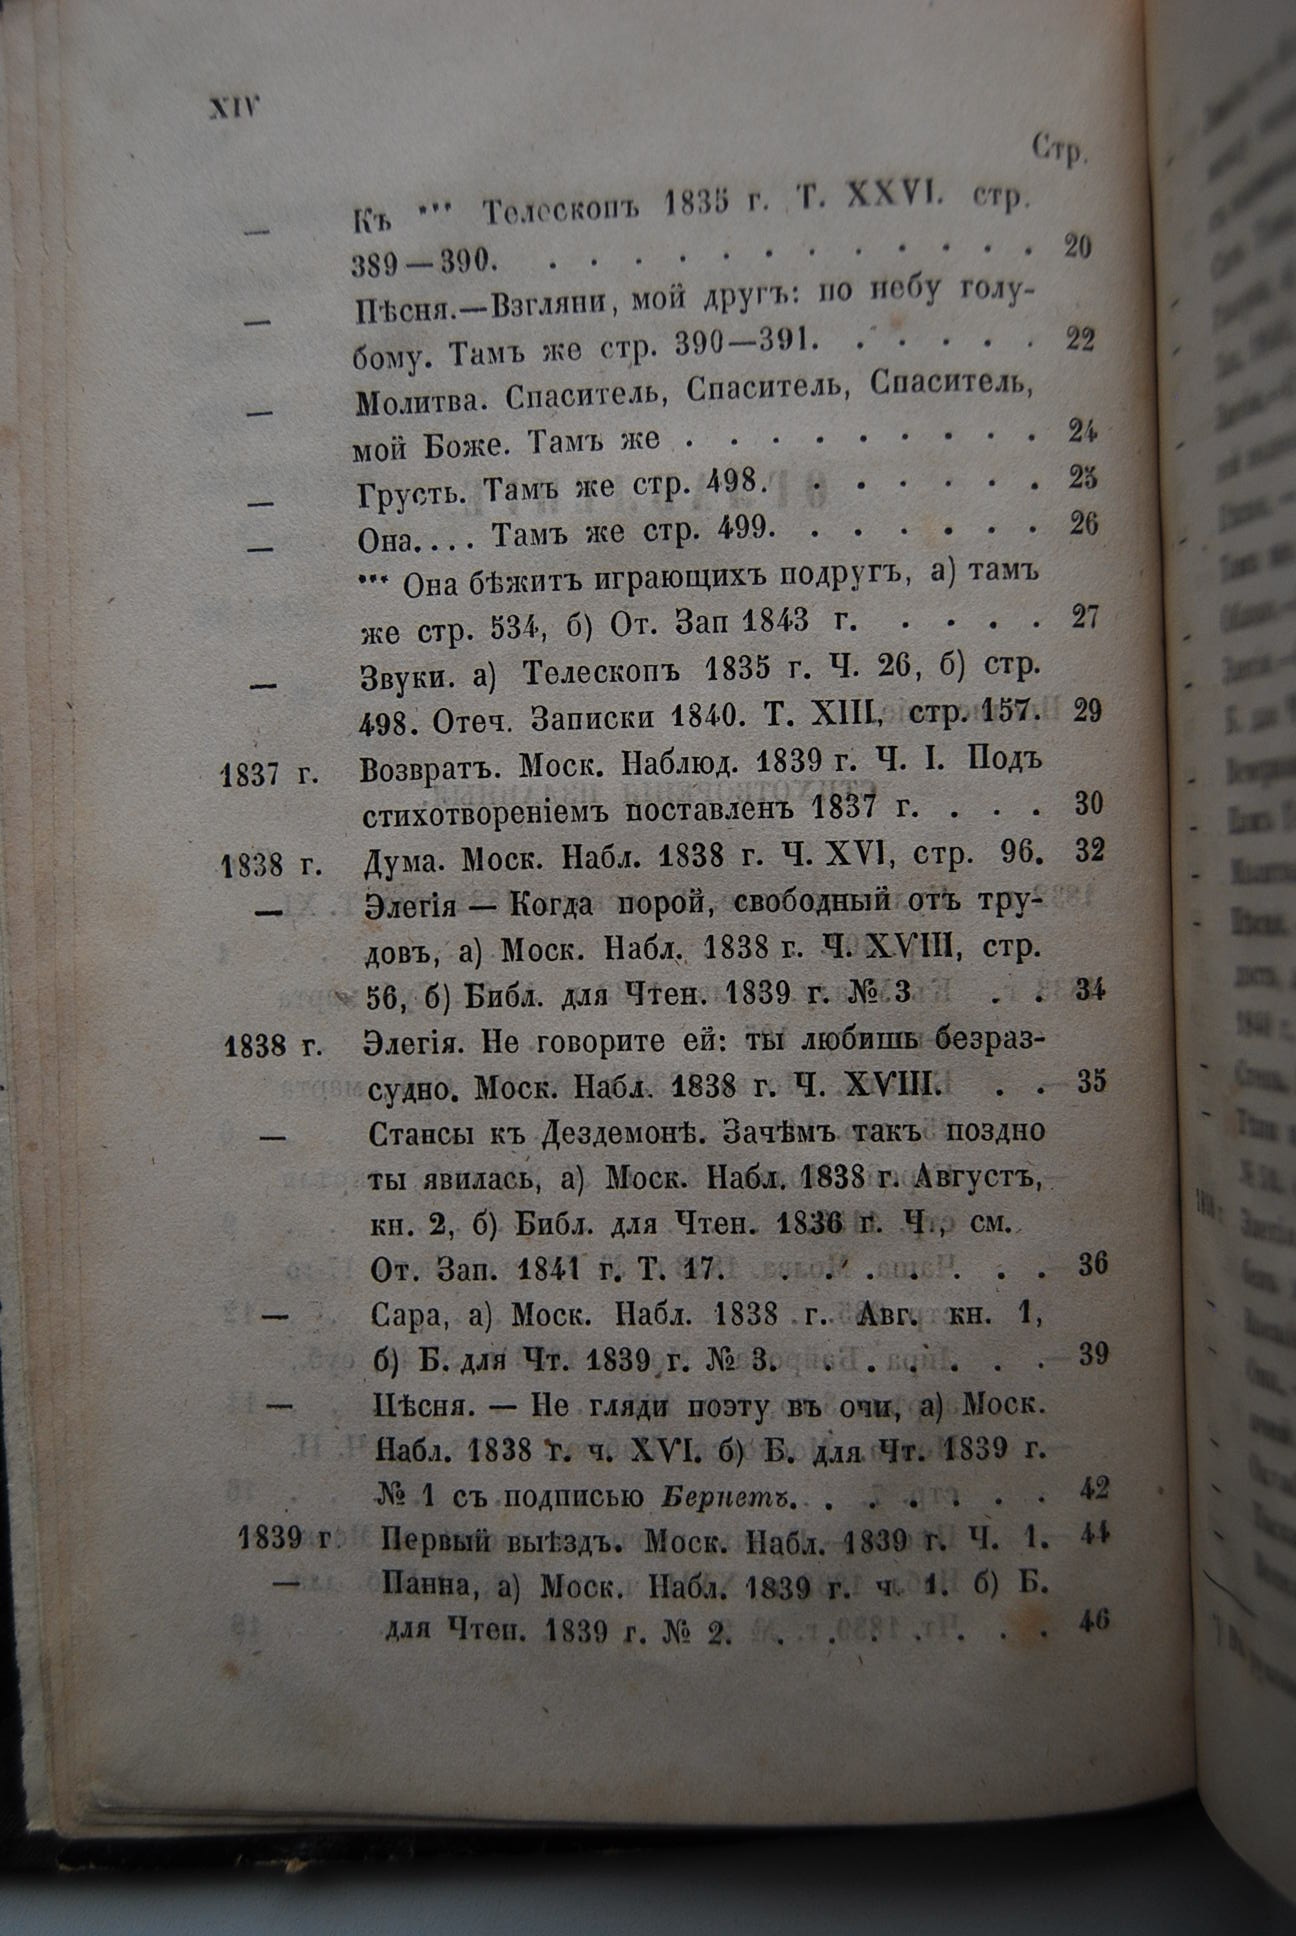 XIV
Стр.
— Къ *** Телескопъ 1835 г. Т. XXVI. стр.
389—390. . . . . . . . . . . . . 20
— Пѣсня.—Взгляни, мой другъ: по небу голу-
бому. Тамъ же стр. 390—391. . . . . . 22
— Молитва. Спаситель, Спаситель, Спаситель,
мой Боже. Тамъ же . . . . . . . . . 24
— Грусть. Тамъ же стр. 498. . . . . . . 25
— Она.... Тамъ же стр. 499. . . . . . . 26
*** Она бѣжитъ играющихъ подругъ, а) тамъ
же стр. 534, б) От. Зап 1843 г. . . . . 27
— Звуки. а) Телескопъ 1835 г. Ч. 26, б) стр.
498. Отеч. Записки 1840. Т. XIII, стр. 157. 29
1837 г. Возвратъ. Моск. Наблюд. 1839 г. Ч. I. Подъ
стихотвореніемъ поставленъ 1837 г. . . . 30
1838 г. Дума. Моск. Набл. 1838 г. Ч. XVI, стр. 96. 32
— Элегія — Когда порой, свободный отъ тру-
довъ, а) Моск. Набл. 1838 г. Ч. XVIII, стр.
56, б) Библ. для Чтен. 1839 г. № 3 . . 34
1838 г. Элегія. Не говорите ей: ты любишь безраз-
судно. Моск. Набл. 1838 г. Ч. XVIII. . . 35
— Стансы къ Дездемонѣ. Зачѣмъ такъ поздно
ты явилась, а) Моск. Набл. 1838 г. Августъ,
кн. 2, б) Библ. для Чтен. 1836 г. Ч., см.
От. Зап. 1841 г. Т. 17. . . . . . . . 36
— Сара, а) Моск. Набл. 1838 г. Авг. кн. 1,
б) Б. для Чт. 1839 г. № 3. . . . . . . 39
— Пѣсня. — Не гляди поэту въ очи, а) Моск.
Набл. 1838 г. ч. XVI. б) Б. для Чт. 1839 г.
№ 1 съ подписью Бернетъ. . . . . . . 42
1839 г. Первый выѣздъ. Моск. Набл. 1839 г. Ч. 1. 44
— Панна, а) Моск. Набл. 1839 г. ч. 1. б) Б.
для Чтен. 1839 г. № 2. . . . . . . . 46